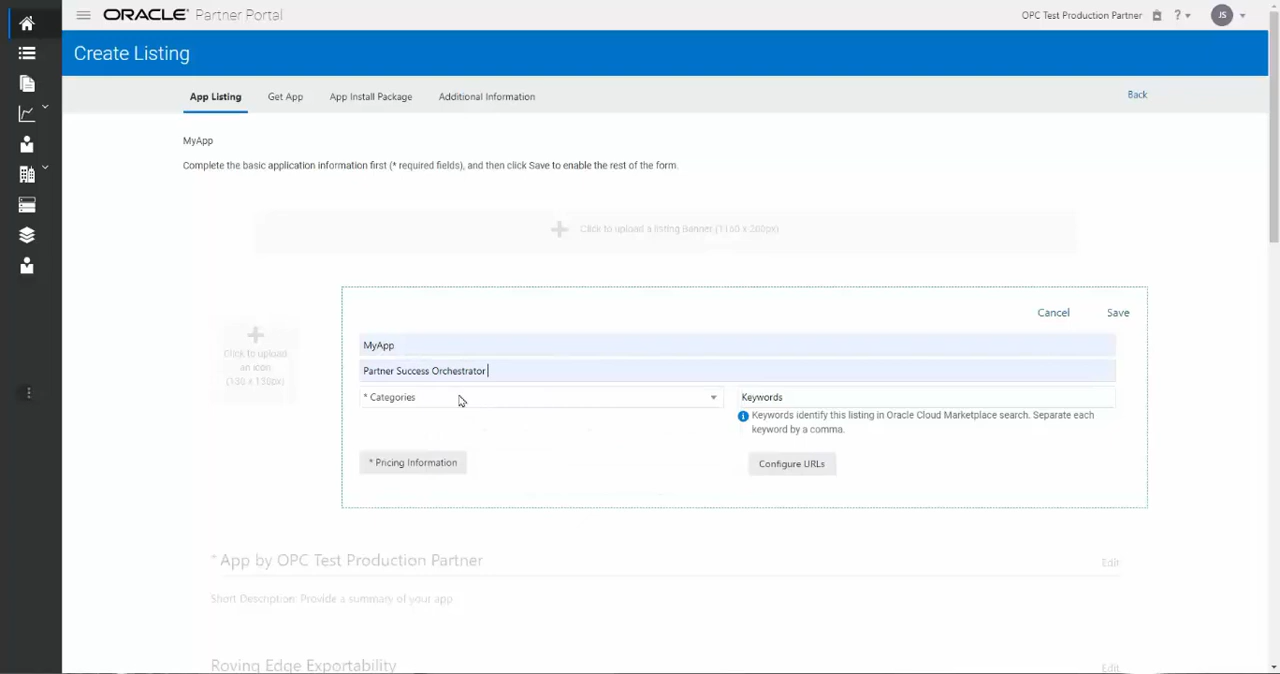 ORACLE® Partner Portal
OPC Test Production Partner
?
JS
Create Listing
App Listing
Get App
App Install Package
Additional Information
Back
MyApp
Complete the basic application information first (* required fields), and then click Save to enable the rest of the form.
Click to upload a listing Banner (1160 x 200px)
Cancel
Save
Click to upload
an icon
(130 x 130px)
MyApp
Partner Success Orchestrator
* Categories
Keywords
Keywords identify this listing in Oracle Cloud Marketplace search. Separate each
keyword by a comma.
* Pricing Information
Configure URLs
* App by OPC Test Production Partner
Edit
Short Description: Provide a summary of your app
Roving Edge Exportability
Edit